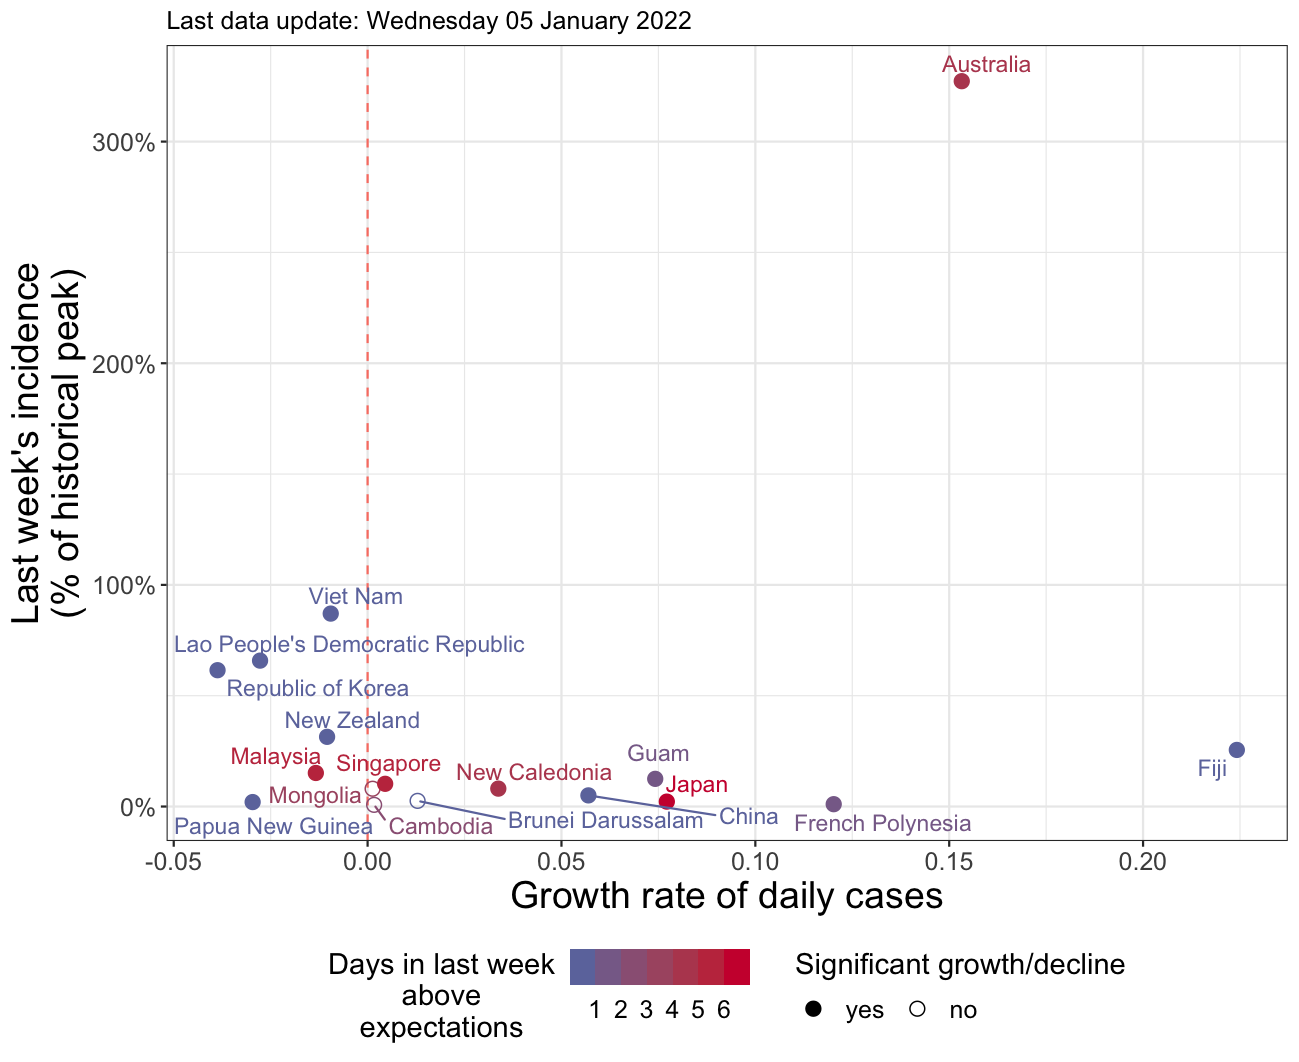 Last data update: Wednesday 05 January 2022
Last week's incidence
(% of historical peak)
300%
200%
100%
0%
Australia
Viet Nam
Lao People's Democratic Republic
Republic of Korea
New Zealand
Malaysia
Singapore
New Caledonia
Guam
Japan
Fiji
Mongolia
Papua New Guinea
Cambodia
Brunei Darussalam
China
French Polynesia
-0.05 0.00 0.05 0.10 0.15 0.20
Growth rate of daily cases
Days in last week
above
expectations
1 2 3 4 5 6
Significant growth/decline
yes no